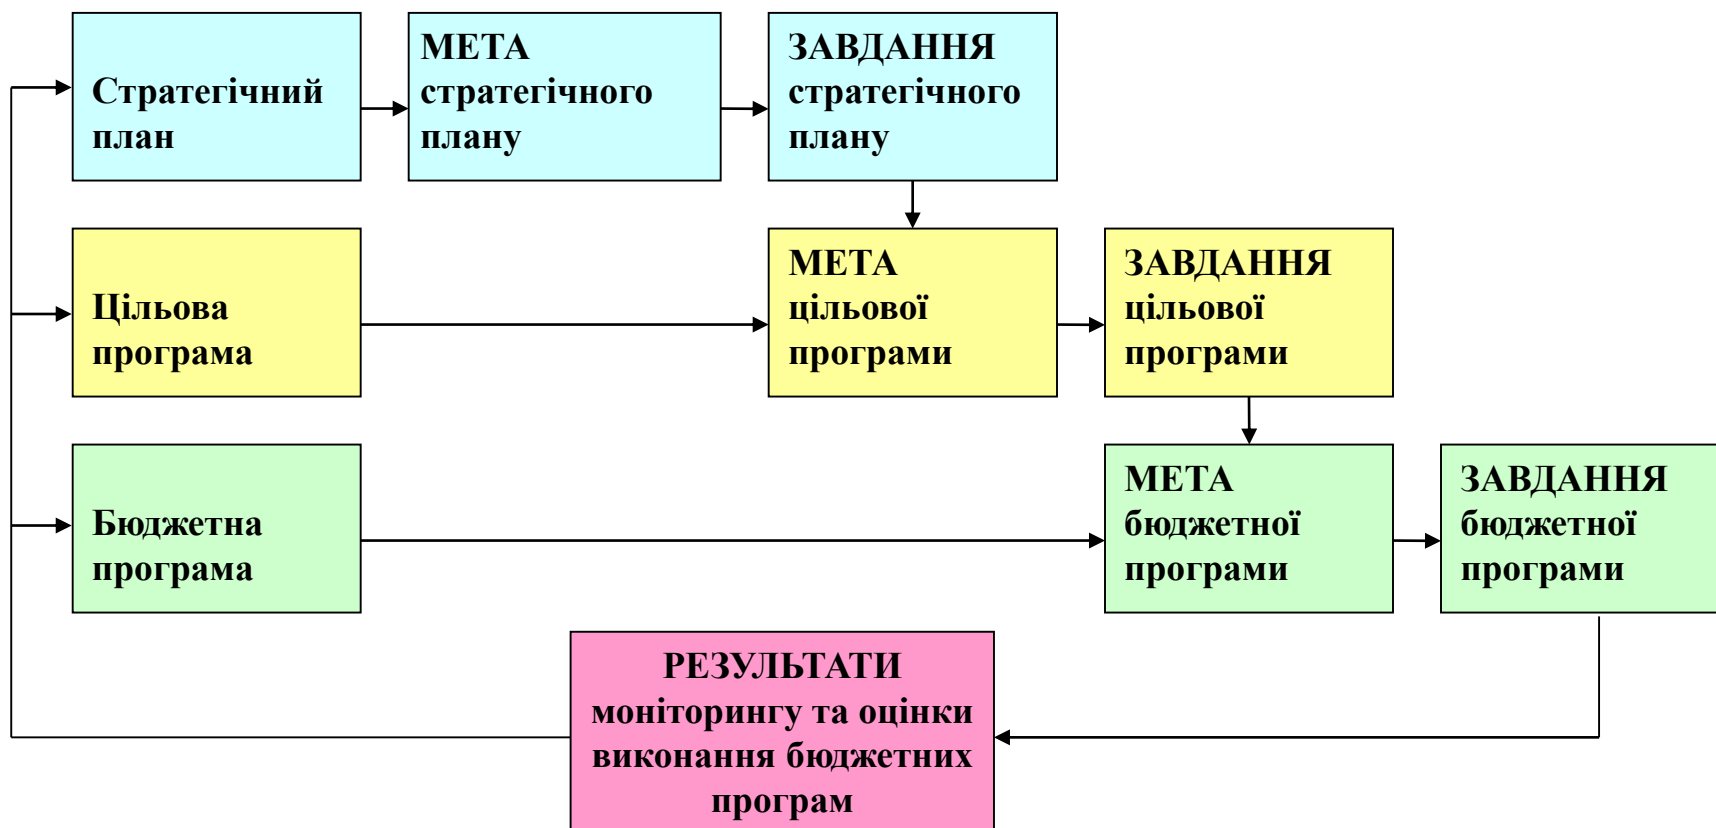 Стратегічний
план
МЕТА
стратегічного
плану
ЗАВДАННЯ
стратегічного
плану
Цільова
програма
МЕТА
цільової
програми
ЗАВДАННЯ
цільової
програми
Бюджетна
програма
МЕТА
бюджетної
програми
ЗАВДАННЯ
бюджетної
програми
РЕЗУЛЬТАТИ
моніторингу та оцінки
виконання бюджетних
програм